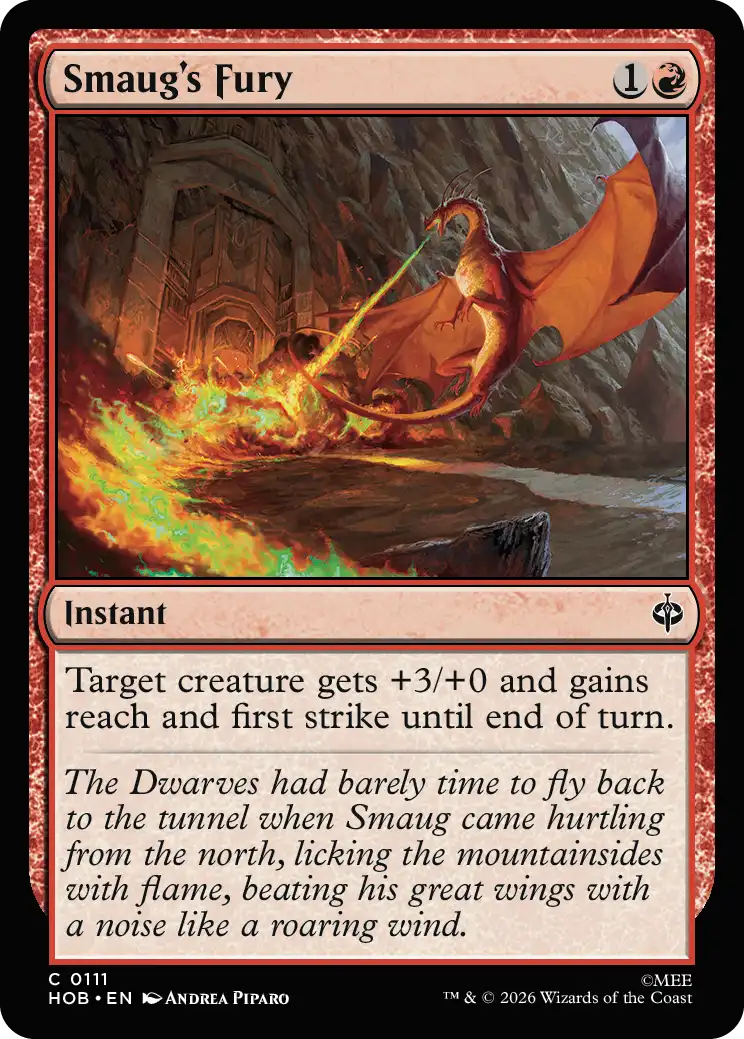 Smaug's Fury 1
Instant
Target creature gets +3/+0 and gains
reach and first strike until end of turn.
The Dwarves had barely time to fly back
to the tunnel when Smaug came hurtling
from the north, licking the mountainsides
with flame, beating his great wings with
a noise like a roaring wind.
C 0111 ©MEE
HOB • EN Andrea Piparo ™ & © 2026 Wizards of the Coast